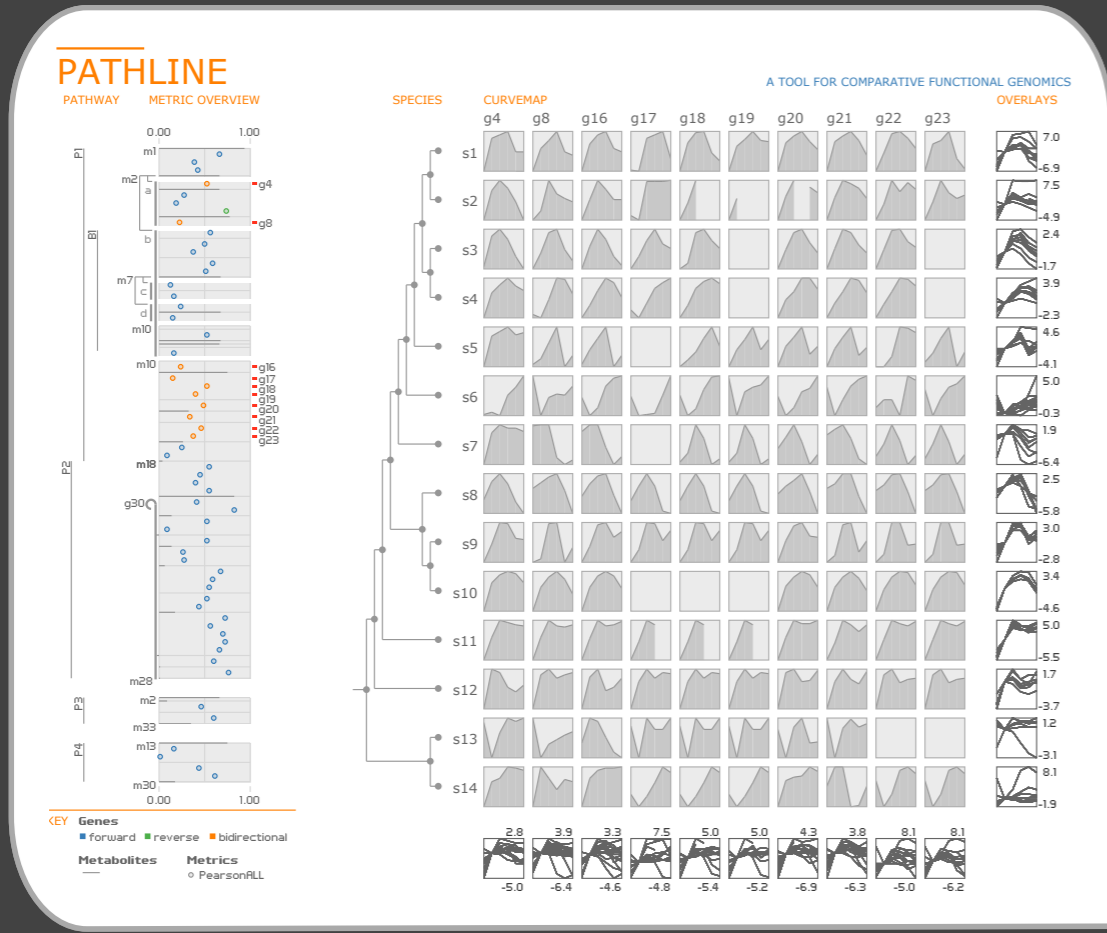 PATHLINE
A TOOL FOR COMPARATIVE FUNCTIONAL GENOMICS
PATHWAY METRIC OVERVIEW SPECIES CURVEMAP OVERLAYS
g4 g8 g16 g17 g18 g19 g20 g21 g22 g23
0.00 1.00
P1
m1
m2
a
g4
g8
B1
b
m7
c
d
m10
m10
g16
g17
g18
g19
g20
g21
g22
g23
P2
m18
g30
m28
P3
m2
m33
P4
m13
m30
0.00 1.00
s1 7.0
-6.9
s2 7.5
-4.9
s3 2.4
-1.7
s4 3.9
-2.3
s5 4.6
-4.1
s6 5.0
-0.3
s7 1.9
-6.4
s8 2.5
-5.8
s9 3.0
-2.8
s10 3.4
-4.6
s11 5.0
-5.5
s12 1.7
-3.7
s13 1.2
-3.1
s14 8.1
-1.9
2.8 3.9 3.3 7.5 5.0 5.0 4.3 3.8 8.1 8.1
-5.0 -6.4 -4.6 -4.8 -5.4 -5.2 -6.9 -6.3 -5.0 -6.2
KEY Genes
forward reverse bidirectional
Metabolites Metrics
PearsonALL